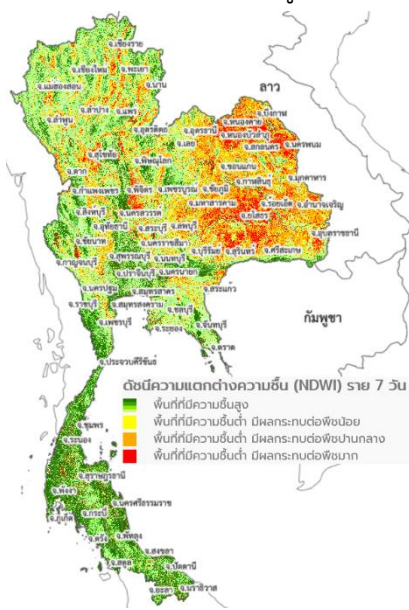 จ.เชียงราย
จ.เชียงใหม่
จ.พะเยา
จ.แม่ฮ่องสอน
จ.น่าน
ลาว
จ.ลำปาง
จ.แพร่
จ.บึงกาฬ
จ.ลำพูน
จ.หนองคาย
จ.อุตรดิตถ์
จ.อุดรธานี
จ.หนองบัวลำภู
จ.เลย
จ.สกลนคร
จ.นครพนม
จ.สุโขทัย
จ.พิษณุโลก
จ.ตาก
จ.ขอนแก่น
จ.กาฬสินธุ์
จ.มุกดาหาร
จ.กำแพงเพชร
จ.พิจิตร
จ.เพชรบูรณ์
จ.ชัยภูมิ
จ.มหาสารคาม
จ.ร้อยเอ็ด
จ.อำนาจเจริญ
จ.สิงห์บุรี
จ.นครสวรรค์
จ.ยโสธร
จ.อุทัยธานี
จ.สระบุรี
จ.ลพบุรี
จ.อุบลราชธานี
จ.ชัยนาท
จ.นครราชสีมา
จ.บุรีรัมย์
จ.สุรินทร์
จ.ศรีสะเกษ
จ.กาญจนบุรี
จ.สุพรรณบุรี
จ.นนทบุรี
จ.ปราจีนบุรี
จ.นครนายก
จ.นครปฐม
จ.สมุทรสาคร
จ.สระแก้ว
จ.ราชบุรี
จ.สมุทรสงคราม
จ.ชลบุรี
กัมพูชา
จ.เพชรบุรี
จ.ระยอง
จ.จันทบุรี
จ.ตราด
จ.ประจวบคีรีขันธ์
ดัชนีความแตกต่างความชื้น (NDWI) ราย 7 วัน
พื้นที่ที่มีความชื้นสูง
พื้นที่ที่มีความชื้นต่ำ มีผลกระทบต่อพืชน้อย
พื้นที่ที่มีความชื้นต่ำ มีผลกระทบต่อพืชปานกลาง
พื้นที่ที่มีความชื้นต่ำ มีผลกระทบต่อพืชมาก
จ.ชุมพร
จ.ระนอง
จ.สุราษฎร์ธานี
จ.พังงา
จ.นครศรีธรรมราช
จ.ภูเก็ต
จ.กระบี่
จ.ตรัง
จ.พัทลุง
จ.สงขลา
จ.สตูล
จ.ปัตตานี
จ.ยะลา
จ.นราธิวาส